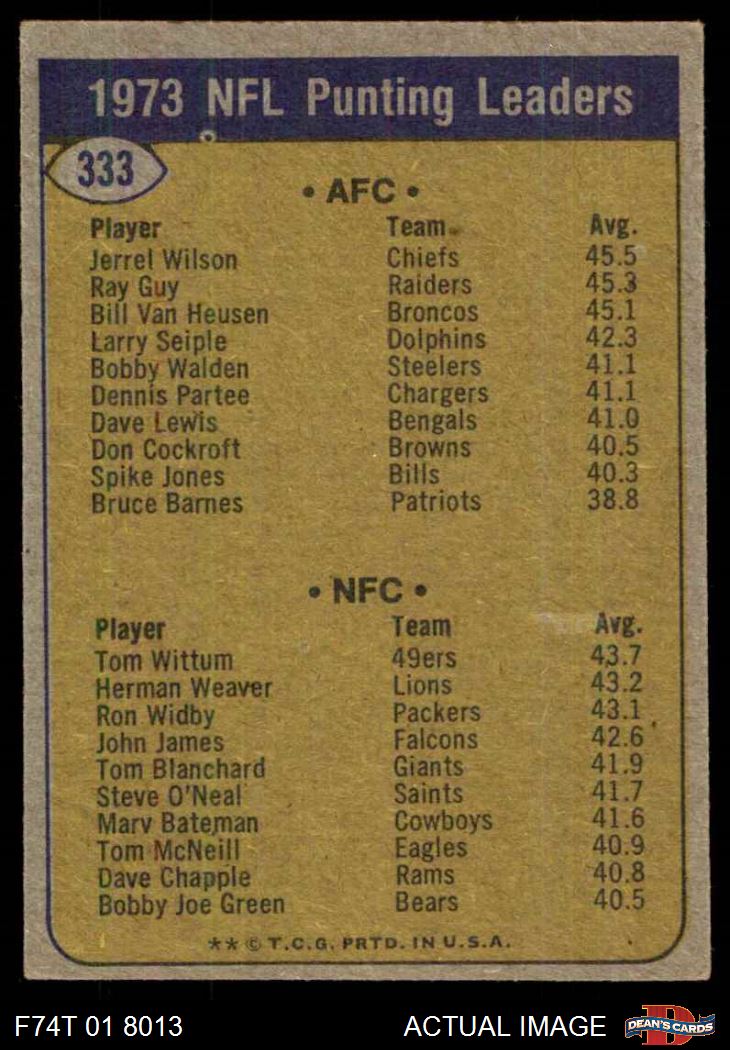 1973 NFL Punting Leaders
333
• AFC •
Player Team Avg.
Jerrel Wilson Chiefs 45.5
Ray Guy Raiders 45.3
Bill Van Heusen Broncos 45.1
Larry Seiple Dolphins 42.3
Bobby Walden Steelers 41.1
Dennis Partee Chargers 41.1
Dave Lewis Bengals 41.0
Don Cockroft Browns 40.5
Spike Jones Bills 40.3
Bruce Barnes Patriots 38.8
• NFC •
Player Team Avg.
Tom Wittum 49ers 43.7
Herman Weaver Lions 43.2
Ron Widby Packers 43.1
John James Falcons 42.6
Tom Blanchard Giants 41.9
Steve O'Neal Saints 41.7
Marv Bateman Cowboys 41.6
Tom McNeill Eagles 40.9
Dave Chapple Rams 40.8
Bobby Joe Green Bears 40.5
** © T.C.G. PRTD. IN U.S.A.
F74T 01 8013 ACTUAL IMAGE D DEAN'S CARDS